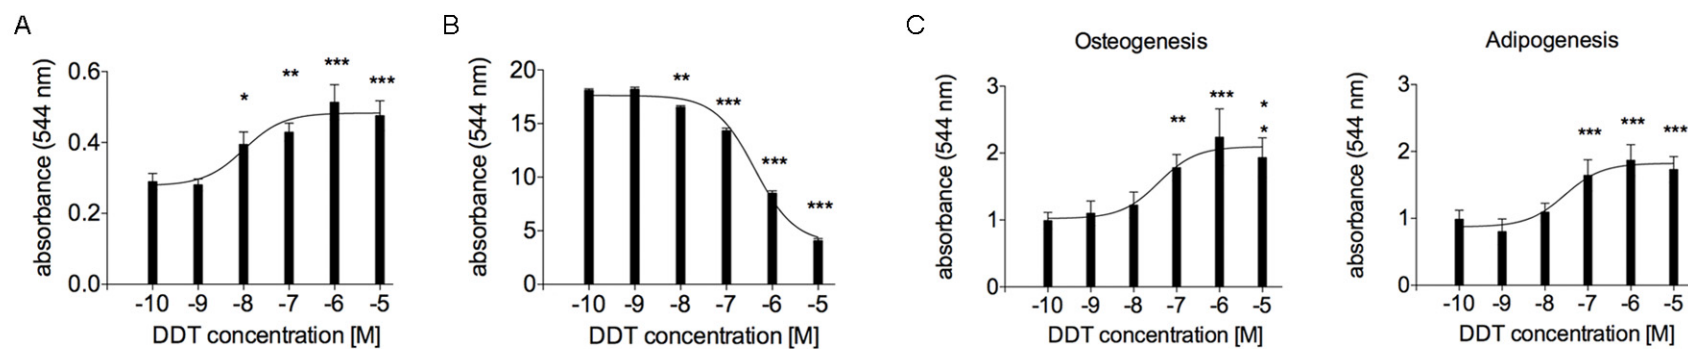 A
absorbance (544 nm)
0.6
0.4
0.2
0.0
*
**
***
***
-10 -9 -8 -7 -6 -5
DDT concentration [M]
B
absorbance (544 nm)
20
15
10
5
0
**
***
***
***
-10 -9 -8 -7 -6 -5
DDT concentration [M]
C
Osteogenesis
absorbance (544 nm)
3
2
1
0
**
***
*
*
-10 -9 -8 -7 -6 -5
DDT concentration [M]
Adipogenesis
absorbance (544 nm)
3
2
1
0
***
***
***
-10 -9 -8 -7 -6 -5
DDT concentration [M]